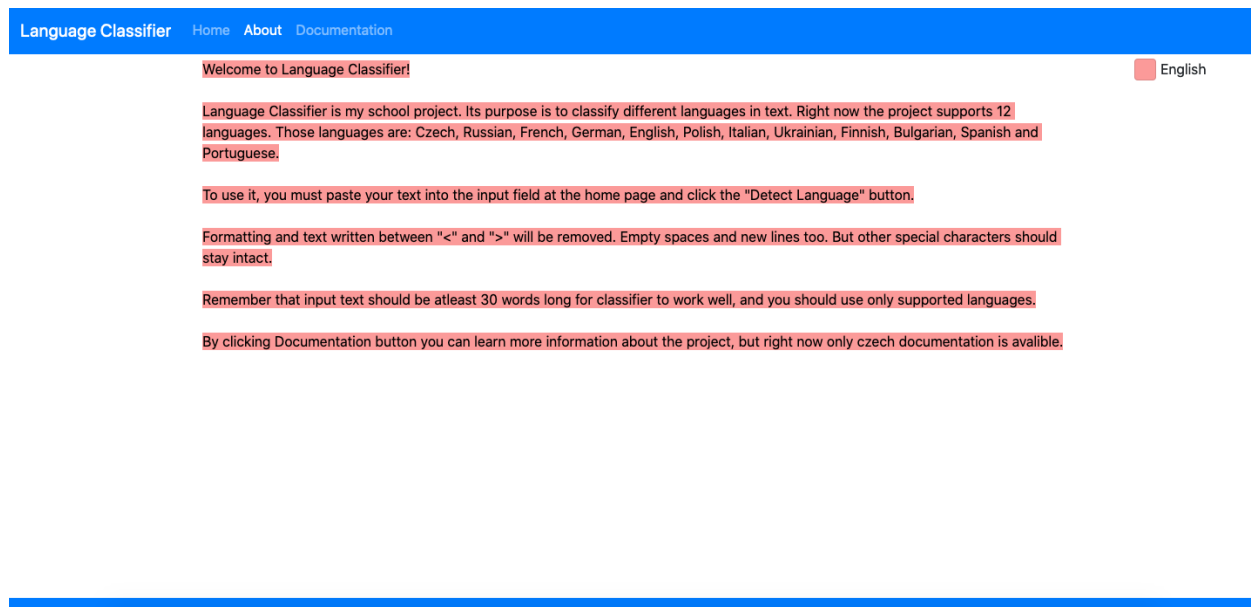 Language Classifier Home About Documentation
Welcome to Language Classifier!
English
Language Classifier is my school project. Its purpose is to classify different languages in text. Right now the project supports 12
languages. Those languages are: Czech, Russian, French, German, English, Polish, Italian, Ukrainian, Finnish, Bulgarian, Spanish and
Portuguese.
To use it, you must paste your text into the input field at the home page and click the "Detect Language" button.
Formatting and text written between "<" and ">" will be removed. Empty spaces and new lines too. But other special characters should
stay intact.
Remember that input text should be atleast 30 words long for classifier to work well, and you should use only supported languages.
By clicking Documentation button you can learn more information about the project, but right now only czech documentation is avalible.